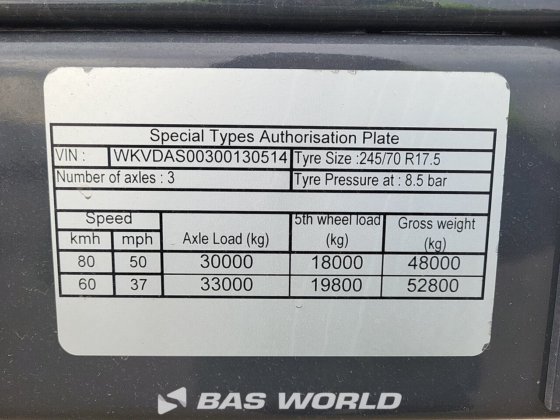 Special Types Authorisation Plate
VIN : WKVDAS00300130514 Tyre Size :245/70 R17.5
Number of axles : 3 Tyre Pressure at : 8.5 bar
Speed Axle Load (kg) 5th wheel load (kg) Gross weight (kg)
kmh mph
80 50 30000 18000 48000
60 37 33000 19800 52800
BAS WORLD